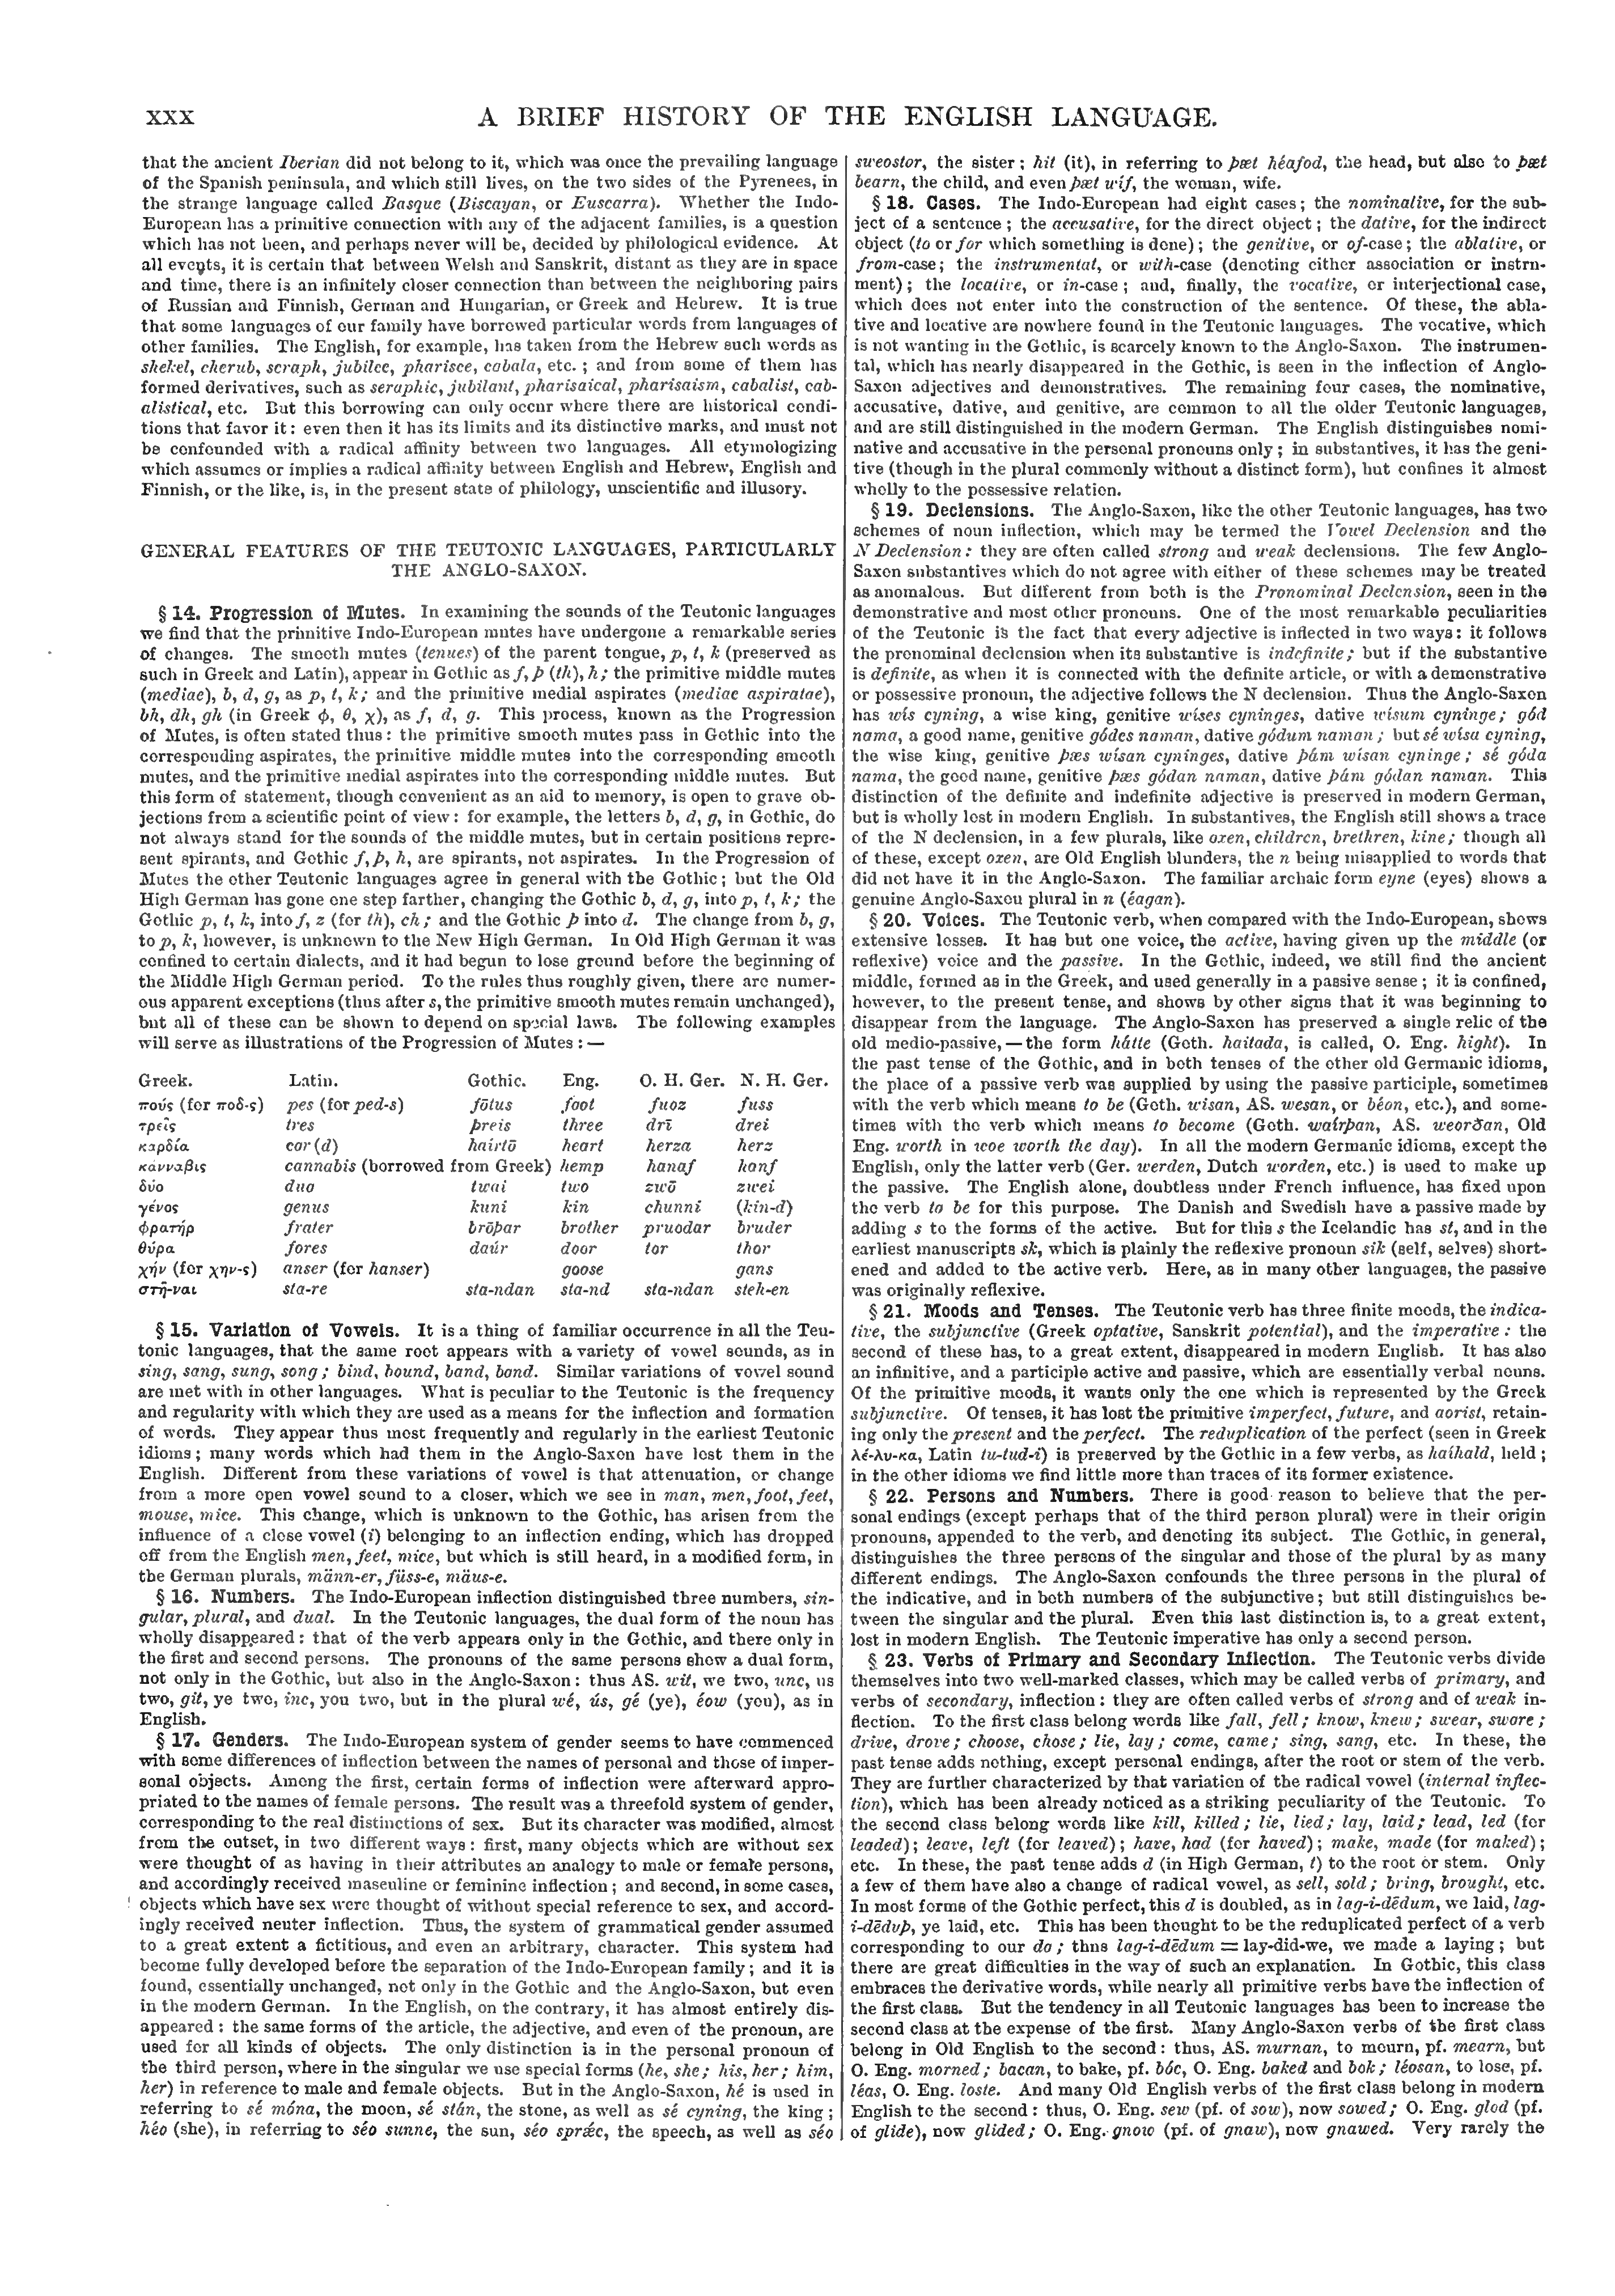 xxx A BRIEF HISTORY OF THE ENGLISH LANGUAGE.
that the ancient Iberian did not belong to it, which was once the prevailing language
of the Spanish peninsula, and which still lives, on the two sides of the Pyrenees, in
the strange language called Basque (Biscayan, or Euscarra). Whether the Indo-
European has a primitive connection with any of the adjacent families, is a question
which has not been, and perhaps never will be, decided by philological evidence. At
all events, it is certain that between Welsh and Sanskrit, distant as they are in space
and time, there is an infinitely closer connection than between the neighboring pairs
of Russian and Finnish, German and Hungarian, or Greek and Hebrew. It is true
that some languages of our family have borrowed particular words from languages of
other families. The English, for example, has taken from the Hebrew such words as
shekel, cherub, seraph, jubilee, pharisee, cabala, etc. ; and from some of them has
formed derivatives, such as seraphic, jubilant, pharisaical, pharisaism, cabalist, cab-
alistical, etc. But this borrowing can only occur where there are historical condi-
tions that favor it: even then it has its limits and its distinctive marks, and must not
be confounded with a radical affinity between two languages. All etymologizing
which assumes or implies a radical affinity between English and Hebrew, English and
Finnish, or the like, is, in the present state of philology, unscientific and illusory.
GENERAL FEATURES OF THE TEUTONIC LANGUAGES, PARTICULARLY
THE ANGLO-SAXON.
§ 14. Progression of Mutes. In examining the sounds of the Teutonic languages
we find that the primitive Indo-European mutes have undergone a remarkable series
of changes. The smooth mutes (tenues) of the parent tongue, p, t, k (preserved as
such in Greek and Latin), appear in Gothic as f, þ (th), h; the primitive middle mutes
(mediae), b, d, g, as p, t, k; and the primitive medial aspirates (mediae aspiratae),
bh, dh, gh (in Greek φ, θ, χ), as f, d, g. This process, known as the Progression
of Mutes, is often stated thus: the primitive smooth mutes pass in Gothic into the
corresponding aspirates, the primitive middle mutes into the corresponding smooth
mutes, and the primitive medial aspirates into the corresponding middle mutes. But
this form of statement, though convenient as an aid to memory, is open to grave ob-
jections from a scientific point of view: for example, the letters b, d, g, in Gothic, do
not always stand for the sounds of the middle mutes, but in certain positions repre-
sent spirants, and Gothic f, þ, h, are spirants, not aspirates. In the Progression of
Mutes the other Teutonic languages agree in general with the Gothic; but the Old
High German has gone one step farther, changing the Gothic b, d, g, into p, t, k; the
Gothic p, t, k, into f, z (for th), ch; and the Gothic þ into d. The change from b, g,
to p, k, however, is unknown to the New High German. In Old High German it was
confined to certain dialects, and it had begun to lose ground before the beginning of
the Middle High German period. To the rules thus roughly given, there are numer-
ous apparent exceptions (thus after s, the primitive smooth mutes remain unchanged),
but all of these can be shown to depend on special laws. The following examples
will serve as illustrations of the Progression of Mutes : —
Greek. Latin. Gothic. Eng. O. H. Ger. N. H. Ger.
πούς (for ποδ-ς) pes (for ped-s) fōtus foot fuoz fuss
τρεῖς tres þreis three drī drei
καρδία cor (d) haírtō heart herza herz
κάνναβις cannabis (borrowed from Greek) hemp hanaf hanf
δύο duo twai two zwō zwei
γένος genus kuni kin chunni (kin-d)
φρατήρ frater brōþar brother pruodar bruder
θύρα fores daúr door tor thor
χήν (for χην-ς) anser (for hanser) goose gans
στῆ-ναι sta-re sta-ndan sta-nd sta-ndan steh-en
§ 15. Variation of Vowels. It is a thing of familiar occurrence in all the Teu-
tonic languages, that the same root appears with a variety of vowel sounds, as in
sing, sang, sung, song; bind, bound, band, bond. Similar variations of vowel sound
are met with in other languages. What is peculiar to the Teutonic is the frequency
and regularity with which they are used as a means for the inflection and formation
of words. They appear thus most frequently and regularly in the earliest Teutonic
idioms; many words which had them in the Anglo-Saxon have lost them in the
English. Different from these variations of vowel is that attenuation, or change
from a more open vowel sound to a closer, which we see in man, men, foot, feet,
mouse, mice. This change, which is unknown to the Gothic, has arisen from the
influence of a close vowel (i) belonging to an inflection ending, which has dropped
off from the English men, feet, mice, but which is still heard, in a modified form, in
the German plurals, männ-er, füss-e, mäus-e.
§ 16. Numbers. The Indo-European inflection distinguished three numbers, sin-
gular, plural, and dual. In the Teutonic languages, the dual form of the noun has
wholly disappeared: that of the verb appears only in the Gothic, and there only in
the first and second persons. The pronouns of the same persons show a dual form,
not only in the Gothic, but also in the Anglo-Saxon: thus AS. wit, we two, unc, us
two, git, ye two, inc, you two, but in the plural wé, ús, gé (ye), éow (you), as in
English.
§ 17. Genders. The Indo-European system of gender seems to have commenced
with some differences of inflection between the names of personal and those of imper-
sonal objects. Among the first, certain forms of inflection were afterward appro-
priated to the names of female persons. The result was a threefold system of gender,
corresponding to the real distinctions of sex. But its character was modified, almost
from the outset, in two different ways: first, many objects which are without sex
were thought of as having in their attributes an analogy to male or female persons,
and accordingly received masculine or feminine inflection; and second, in some cases,
objects which have sex were thought of without special reference to sex, and accord-
ingly received neuter inflection. Thus, the system of grammatical gender assumed
to a great extent a fictitious, and even an arbitrary, character. This system had
become fully developed before the separation of the Indo-European family; and it is
found, essentially unchanged, not only in the Gothic and the Anglo-Saxon, but even
in the modern German. In the English, on the contrary, it has almost entirely dis-
appeared: the same forms of the article, the adjective, and even of the pronoun, are
used for all kinds of objects. The only distinction is in the personal pronoun of
the third person, where in the singular we use special forms (he, she; his, her; him,
her) in reference to male and female objects. But in the Anglo-Saxon, hé is used in
referring to sé móna, the moon, sé stán, the stone, as well as sé cyning, the king;
héo (she), in referring to séo sunne, the sun, séo sprǽc, the speech, as well as séo
sweostor, the sister; hit (it), in referring to þæt héafod, the head, but also to þæt
bearn, the child, and even þæt wíf, the woman, wife.
§ 18. Cases. The Indo-European had eight cases; the nominative, for the sub-
ject of a sentence; the accusative, for the direct object; the dative, for the indirect
object (to or for which something is done); the genitive, or of-case; the ablative, or
from-case; the instrumental, or with-case (denoting either association or instru-
ment); the locative, or in-case; and, finally, the vocative, or interjectional case,
which does not enter into the construction of the sentence. Of these, the abla-
tive and locative are nowhere found in the Teutonic languages. The vocative, which
is not wanting in the Gothic, is scarcely known to the Anglo-Saxon. The instrumen-
tal, which has nearly disappeared in the Gothic, is seen in the inflection of Anglo-
Saxon adjectives and demonstratives. The remaining four cases, the nominative,
accusative, dative, and genitive, are common to all the older Teutonic languages,
and are still distinguished in the modern German. The English distinguishes nomi-
native and accusative in the personal pronouns only; in substantives, it has the geni-
tive (though in the plural commonly without a distinct form), but confines it almost
wholly to the possessive relation.
§ 19. Declensions. The Anglo-Saxon, like the other Teutonic languages, has two
schemes of noun inflection, which may be termed the Vowel Declension and the
N Declension: they are often called strong and weak declensions. The few Anglo-
Saxon substantives which do not agree with either of these schemes may be treated
as anomalous. But different from both is the Pronominal Declension, seen in the
demonstrative and most other pronouns. One of the most remarkable peculiarities
of the Teutonic is the fact that every adjective is inflected in two ways: it follows
the pronominal declension when its substantive is indefinite; but if the substantive
is definite, as when it is connected with the definite article, or with a demonstrative
or possessive pronoun, the adjective follows the N declension. Thus the Anglo-Saxon
has wís cyning, a wise king, genitive wíses cyninges, dative wísum cyninge; gód
nama, a good name, genitive gódes naman, dative gódum naman; but sé wísa cyning,
the wise king, genitive þæs wísan cyninges, dative þám wísan cyninge; sé góda
nama, the good name, genitive þæs gódan naman, dative þám gódan naman. This
distinction of the definite and indefinite adjective is preserved in modern German,
but is wholly lost in modern English. In substantives, the English still shows a trace
of the N declension, in a few plurals, like oxen, children, brethren, kine; though all
of these, except oxen, are Old English blunders, the n being misapplied to words that
did not have it in the Anglo-Saxon. The familiar archaic form eyne (eyes) shows a
genuine Anglo-Saxon plural in n (éagan).
§ 20. Voices. The Teutonic verb, when compared with the Indo-European, shows
extensive losses. It has but one voice, the active, having given up the middle (or
reflexive) voice and the passive. In the Gothic, indeed, we still find the ancient
middle, formed as in the Greek, and used generally in a passive sense; it is confined,
however, to the present tense, and shows by other signs that it was beginning to
disappear from the language. The Anglo-Saxon has preserved a single relic of the
old medio-passive, — the form hátte (Goth. haitada, is called, O. Eng. hight). In
the past tense of the Gothic, and in both tenses of the other old Germanic idioms,
the place of a passive verb was supplied by using the passive participle, sometimes
with the verb which means to be (Goth. wisan, AS. wesan, or béon, etc.), and some-
times with the verb which means to become (Goth. waírþan, AS. weorðan, Old
Eng. worth in woe worth the day). In all the modern Germanic idioms, except the
English, only the latter verb (Ger. werden, Dutch worden, etc.) is used to make up
the passive. The English alone, doubtless under French influence, has fixed upon
the verb to be for this purpose. The Danish and Swedish have a passive made by
adding s to the forms of the active. But for this s the Icelandic has st, and in the
earliest manuscripts sk, which is plainly the reflexive pronoun sik (self, selves) short-
ened and added to the active verb. Here, as in many other languages, the passive
was originally reflexive.
§ 21. Moods and Tenses. The Teutonic verb has three finite moods, the indica-
tive, the subjunctive (Greek optative, Sanskrit potential), and the imperative: the
second of these has, to a great extent, disappeared in modern English. It has also
an infinitive, and a participle active and passive, which are essentially verbal nouns.
Of the primitive moods, it wants only the one which is represented by the Greek
subjunctive. Of tenses, it has lost the primitive imperfect, future, and aorist, retain-
ing only the present and the perfect. The reduplication of the perfect (seen in Greek
λέ-λυ-κα, Latin tu-tud-i) is preserved by the Gothic in a few verbs, as haíhald, held;
in the other idioms we find little more than traces of its former existence.
§ 22. Persons and Numbers. There is good reason to believe that the per-
sonal endings (except perhaps that of the third person plural) were in their origin
pronouns, appended to the verb, and denoting its subject. The Gothic, in general,
distinguishes the three persons of the singular and those of the plural by as many
different endings. The Anglo-Saxon confounds the three persons in the plural of
the indicative, and in both numbers of the subjunctive; but still distinguishes be-
tween the singular and the plural. Even this last distinction is, to a great extent,
lost in modern English. The Teutonic imperative has only a second person.
§ 23. Verbs of Primary and Secondary Inflection. The Teutonic verbs divide
themselves into two well-marked classes, which may be called verbs of primary, and
verbs of secondary, inflection: they are often called verbs of strong and of weak in-
flection. To the first class belong words like fall, fell; know, knew; swear, swore;
drive, drove; choose, chose; lie, lay; come, came; sing, sang, etc. In these, the
past tense adds nothing, except personal endings, after the root or stem of the verb.
They are further characterized by that variation of the radical vowel (internal inflec-
tion), which has been already noticed as a striking peculiarity of the Teutonic. To
the second class belong words like kill, killed; lie, lied; lay, laid; lead, led (for
leaded); leave, left (for leaved); have, had (for haved); make, made (for maked);
etc. In these, the past tense adds d (in High German, t) to the root or stem. Only
a few of them have also a change of radical vowel, as sell, sold; bring, brought, etc.
In most forms of the Gothic perfect, this d is doubled, as in lag-i-dēdum, we laid, lag-
i-dēduþ, ye laid, etc. This has been thought to be the reduplicated perfect of a verb
corresponding to our do; thus lag-i-dēdum = lay-did-we, we made a laying; but
there are great difficulties in the way of such an explanation. In Gothic, this class
embraces the derivative words, while nearly all primitive verbs have the inflection of
the first class. But the tendency in all Teutonic languages has been to increase the
second class at the expense of the first. Many Anglo-Saxon verbs of the first class
belong in Old English to the second: thus, AS. murnan, to mourn, pf. mearn, but
O. Eng. morned; bacan, to bake, pf. bóc, O. Eng. baked and bok; léosan, to lose, pf.
léas, O. Eng. loste. And many Old English verbs of the first class belong in modern
English to the second: thus, O. Eng. sew (pf. of sow), now sowed; O. Eng. glod (pf.
of glide), now glided; O. Eng. gnow (pf. of gnaw), now gnawed. Very rarely the